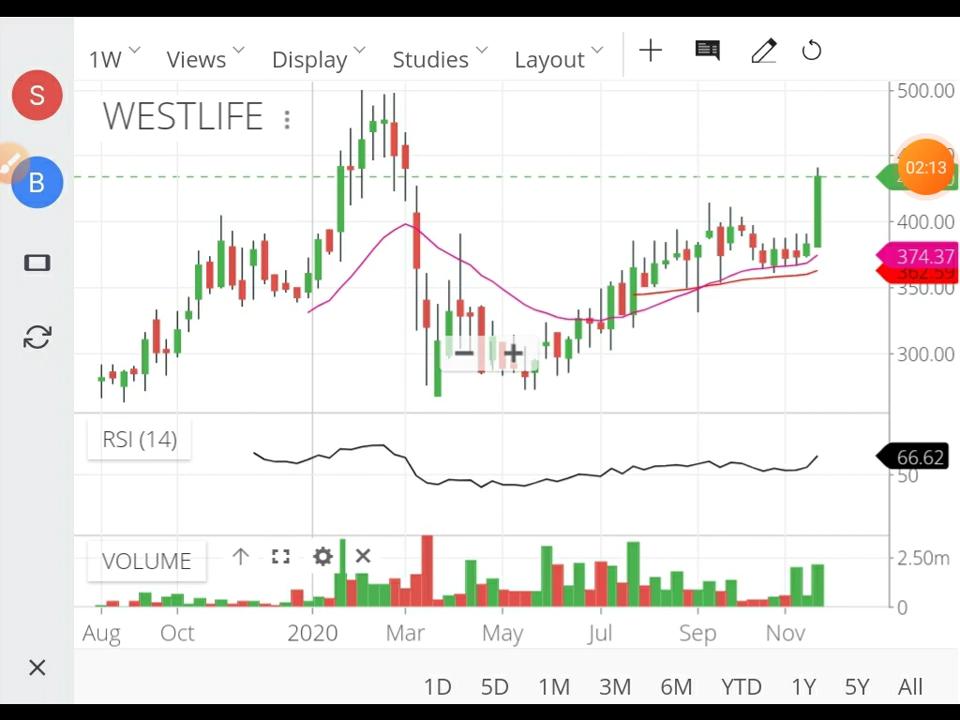 1W Views Display Studies Layout
S
WESTLIFE
500.00
02:13
B
400.00
374.37
362.59
350.00
300.00
RSI (14)
66.62
50
VOLUME
2.50m
0
Aug Oct 2020 Mar May Jul Sep Nov
1D 5D 1M 3M 6M YTD 1Y 5Y All